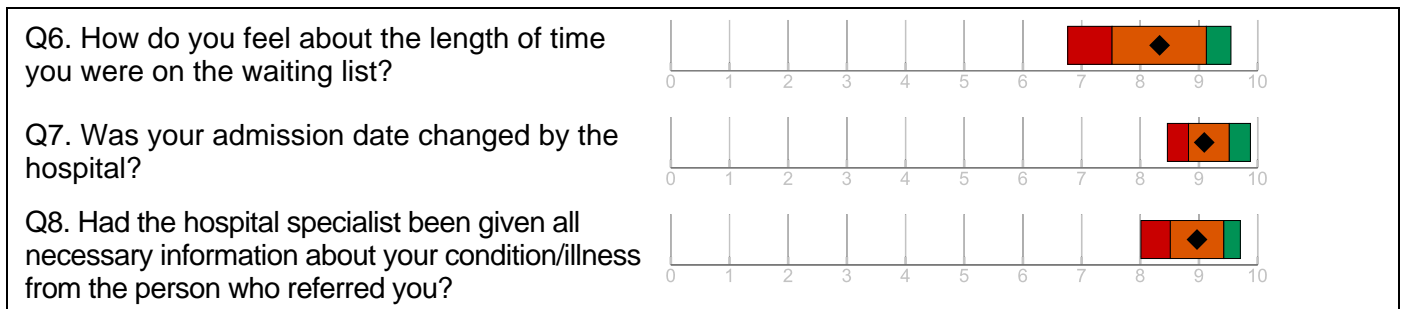 Q6. How do you feel about the length of time
you were on the waiting list?
0 1 2 3 4 5 6 7 8 9 10
Q7. Was your admission date changed by the
hospital?
0 1 2 3 4 5 6 7 8 9 10
Q8. Had the hospital specialist been given all
necessary information about your condition/illness
from the person who referred you?
0 1 2 3 4 5 6 7 8 9 10